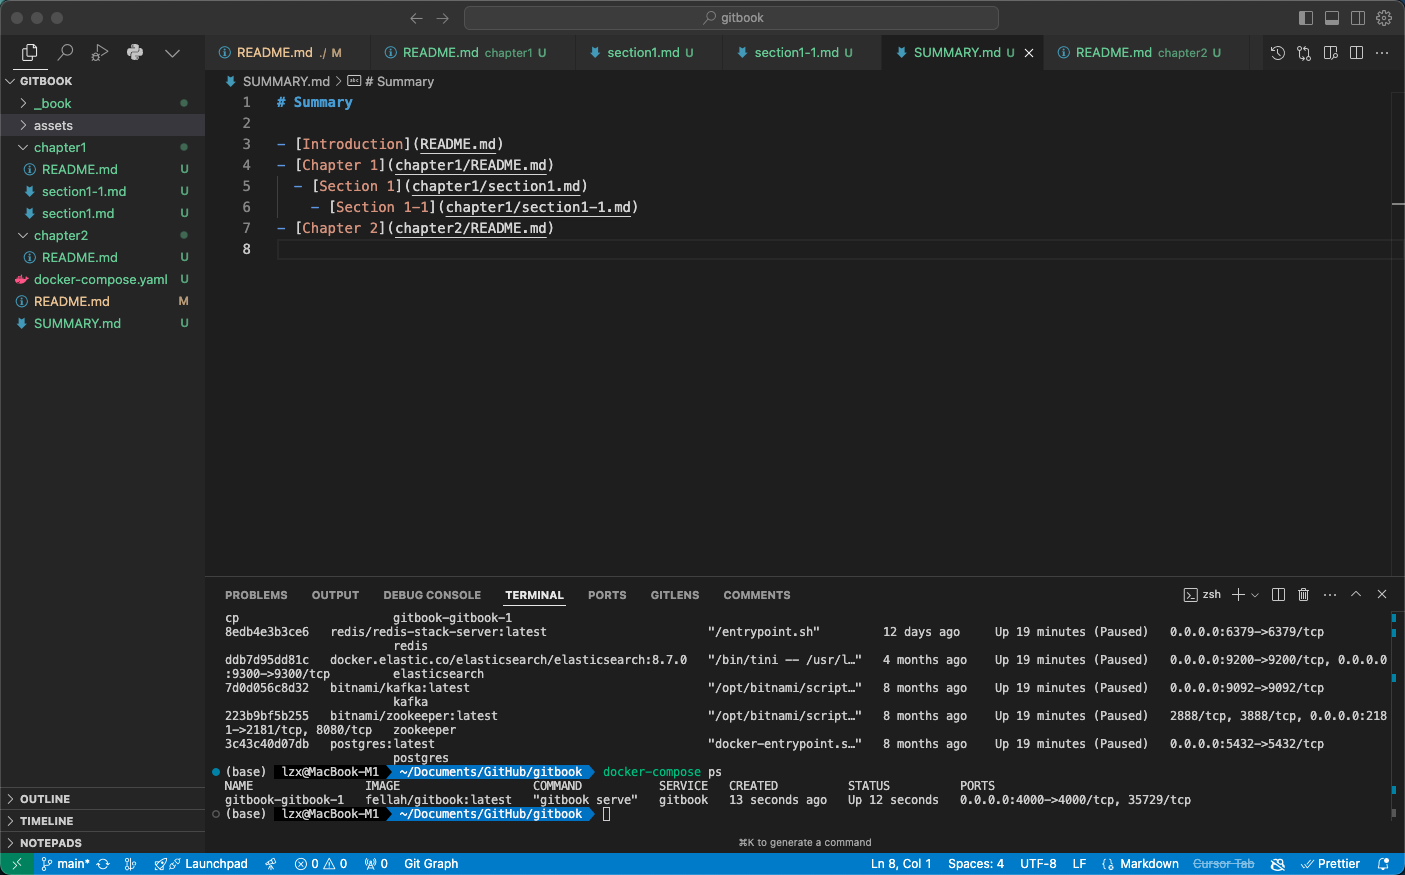 gitbook
README.md ./ M
README.md chapter1 U
section1.md U
section1-1.md U
SUMMARY.md U
README.md chapter2 U
GITBOOK
_book
assets
chapter1
README.md U
section1-1.md U
section1.md U
chapter2
README.md U
docker-compose.yaml U
README.md M
SUMMARY.md U
OUTLINE
TIMELINE
NOTEPADS
SUMMARY.md > abc # Summary
1 # Summary
2
3 - [Introduction](README.md)
4 - [Chapter 1](chapter1/README.md)
5 - [Section 1](chapter1/section1.md)
6 - [Section 1-1](chapter1/section1-1.md)
7 - [Chapter 2](chapter2/README.md)
8
PROBLEMS OUTPUT DEBUG CONSOLE TERMINAL PORTS GITLENS COMMENTS
zsh
cp gitbook-gitbook-1
8edb4e3b3ce6 redis/redis-stack-server:latest "/entrypoint.sh" 12 days ago Up 19 minutes (Paused) 0.0.0.0:6379->6379/tcp
redis
ddb7d95dd81c docker.elastic.co/elasticsearch/elasticsearch:8.7.0 "/bin/tini -- /usr/l…" 4 months ago Up 19 minutes (Paused) 0.0.0.0:9200->9200/tcp, 0.0.0.0
:9300->9300/tcp elasticsearch
7d0d056c8d32 bitnami/kafka:latest "/opt/bitnami/script…" 8 months ago Up 19 minutes (Paused) 0.0.0.0:9092->9092/tcp
kafka
223b9bf5b255 bitnami/zookeeper:latest "/opt/bitnami/script…" 8 months ago Up 19 minutes (Paused) 2888/tcp, 3888/tcp, 0.0.0.0:218
1->2181/tcp, 8080/tcp zookeeper
3c43c40d07db postgres:latest "docker-entrypoint.s…" 8 months ago Up 19 minutes (Paused) 0.0.0.0:5432->5432/tcp
postgres
(base) lzx@MacBook-M1 ~/Documents/GitHub/gitbook docker-compose ps
NAME IMAGE COMMAND SERVICE CREATED STATUS PORTS
gitbook-gitbook-1 fellah/gitbook:latest "gitbook serve" gitbook 13 seconds ago Up 12 seconds 0.0.0.0:4000->4000/tcp, 35729/tcp
(base) lzx@MacBook-M1 ~/Documents/GitHub/gitbook
⌘K to generate a command
main* Launchpad 0 0 0 Git Graph Ln 8, Col 1 Spaces: 4 UTF-8 LF {} Markdown Cursor Tab Prettier